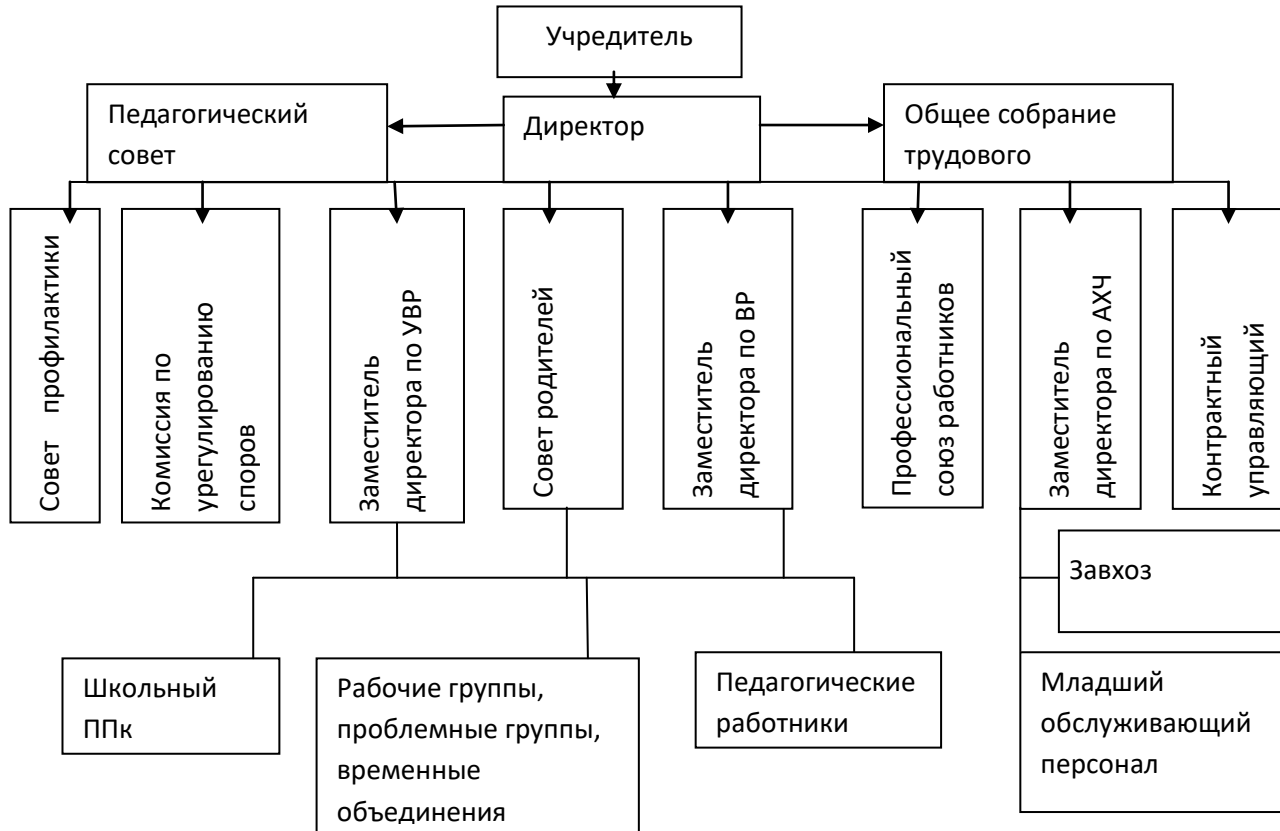 Учредитель
Педагогический
совет
Директор
Общее собрание
трудового
Совет профилактики
Комиссия по
урегулированию
споров
Заместитель
директора по УВР
Совет родителей
Заместитель
директора по ВР
Профессиональный
союз работников
Заместитель
директора по АХЧ
Контрактный
управляющий
Завхоз
Школьный
ППк
Рабочие группы,
проблемные группы,
временные
объединения
Педагогические
работники
Младший
обслуживающий
персонал